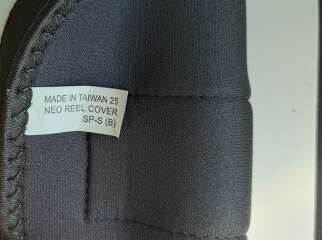 MADE IN TAIWAN 25
NEO REEL COVER
SP-S (B)